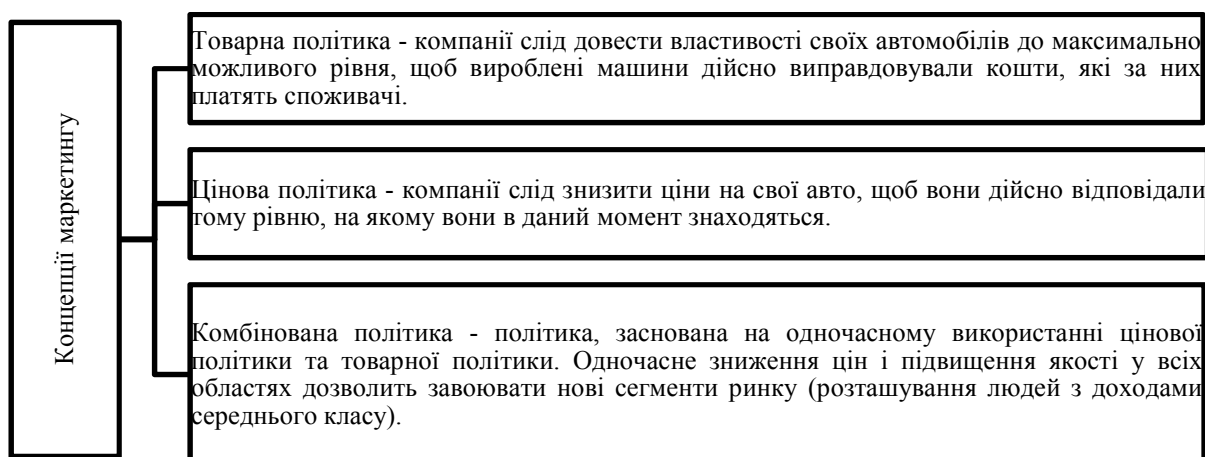 Концепції маркетингу
Товарна політика - компанії слід довести властивості своїх автомобілів до максимально
можливого рівня, щоб вироблені машини дійсно виправдовували кошти, які за них
платять споживачі.
Цінова політика - компанії слід знизити ціни на свої авто, щоб вони дійсно відповідали
тому рівню, на якому вони в даний момент знаходяться.
Комбінована політика - політика, заснована на одночасному використанні цінової
політики та товарної політики. Одночасне зниження цін і підвищення якості у всіх
областях дозволить завоювати нові сегменти ринку (розташування людей з доходами
середнього класу).